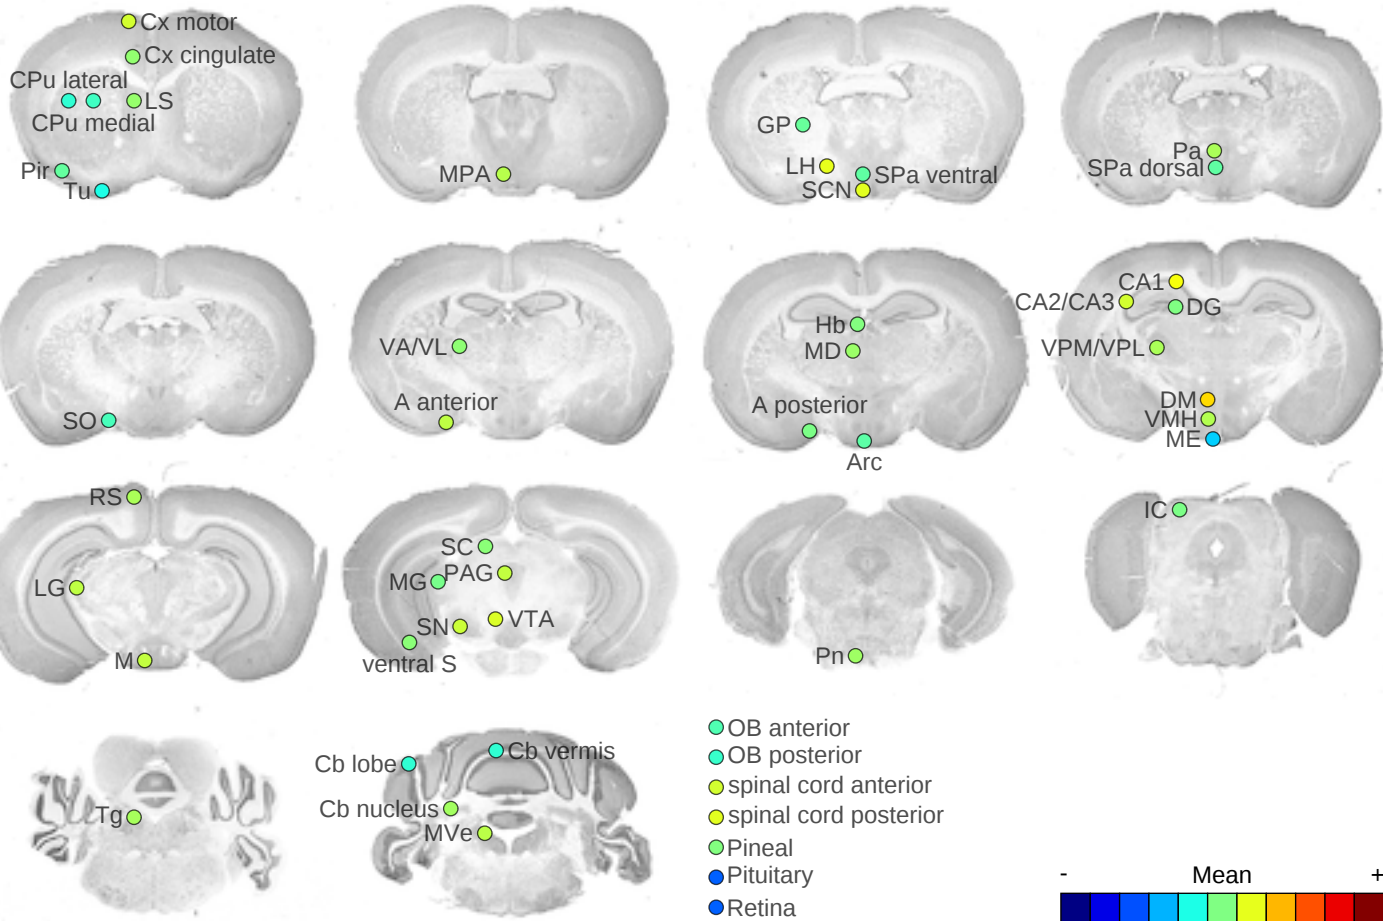 Cx motor
Cx cingulate
CPu lateral
LS
CPu medial
Pir
Tu
MPA
GP
LH
SPa ventral
SCN
Pa
SPa dorsal
SO
VA/VL
A anterior
Hb
MD
A posterior
Arc
CA1
CA2/CA3
DG
VPM/VPL
DM
VMH
ME
RS
LG
M
SC
MG
PAG
SN
VTA
ventral S
Pn
IC
Tg
Cb lobe
Cb vermis
Cb nucleus
MVe
OB anterior
OB posterior
spinal cord anterior
spinal cord posterior
Pineal
Pituitary
Retina
- Mean +